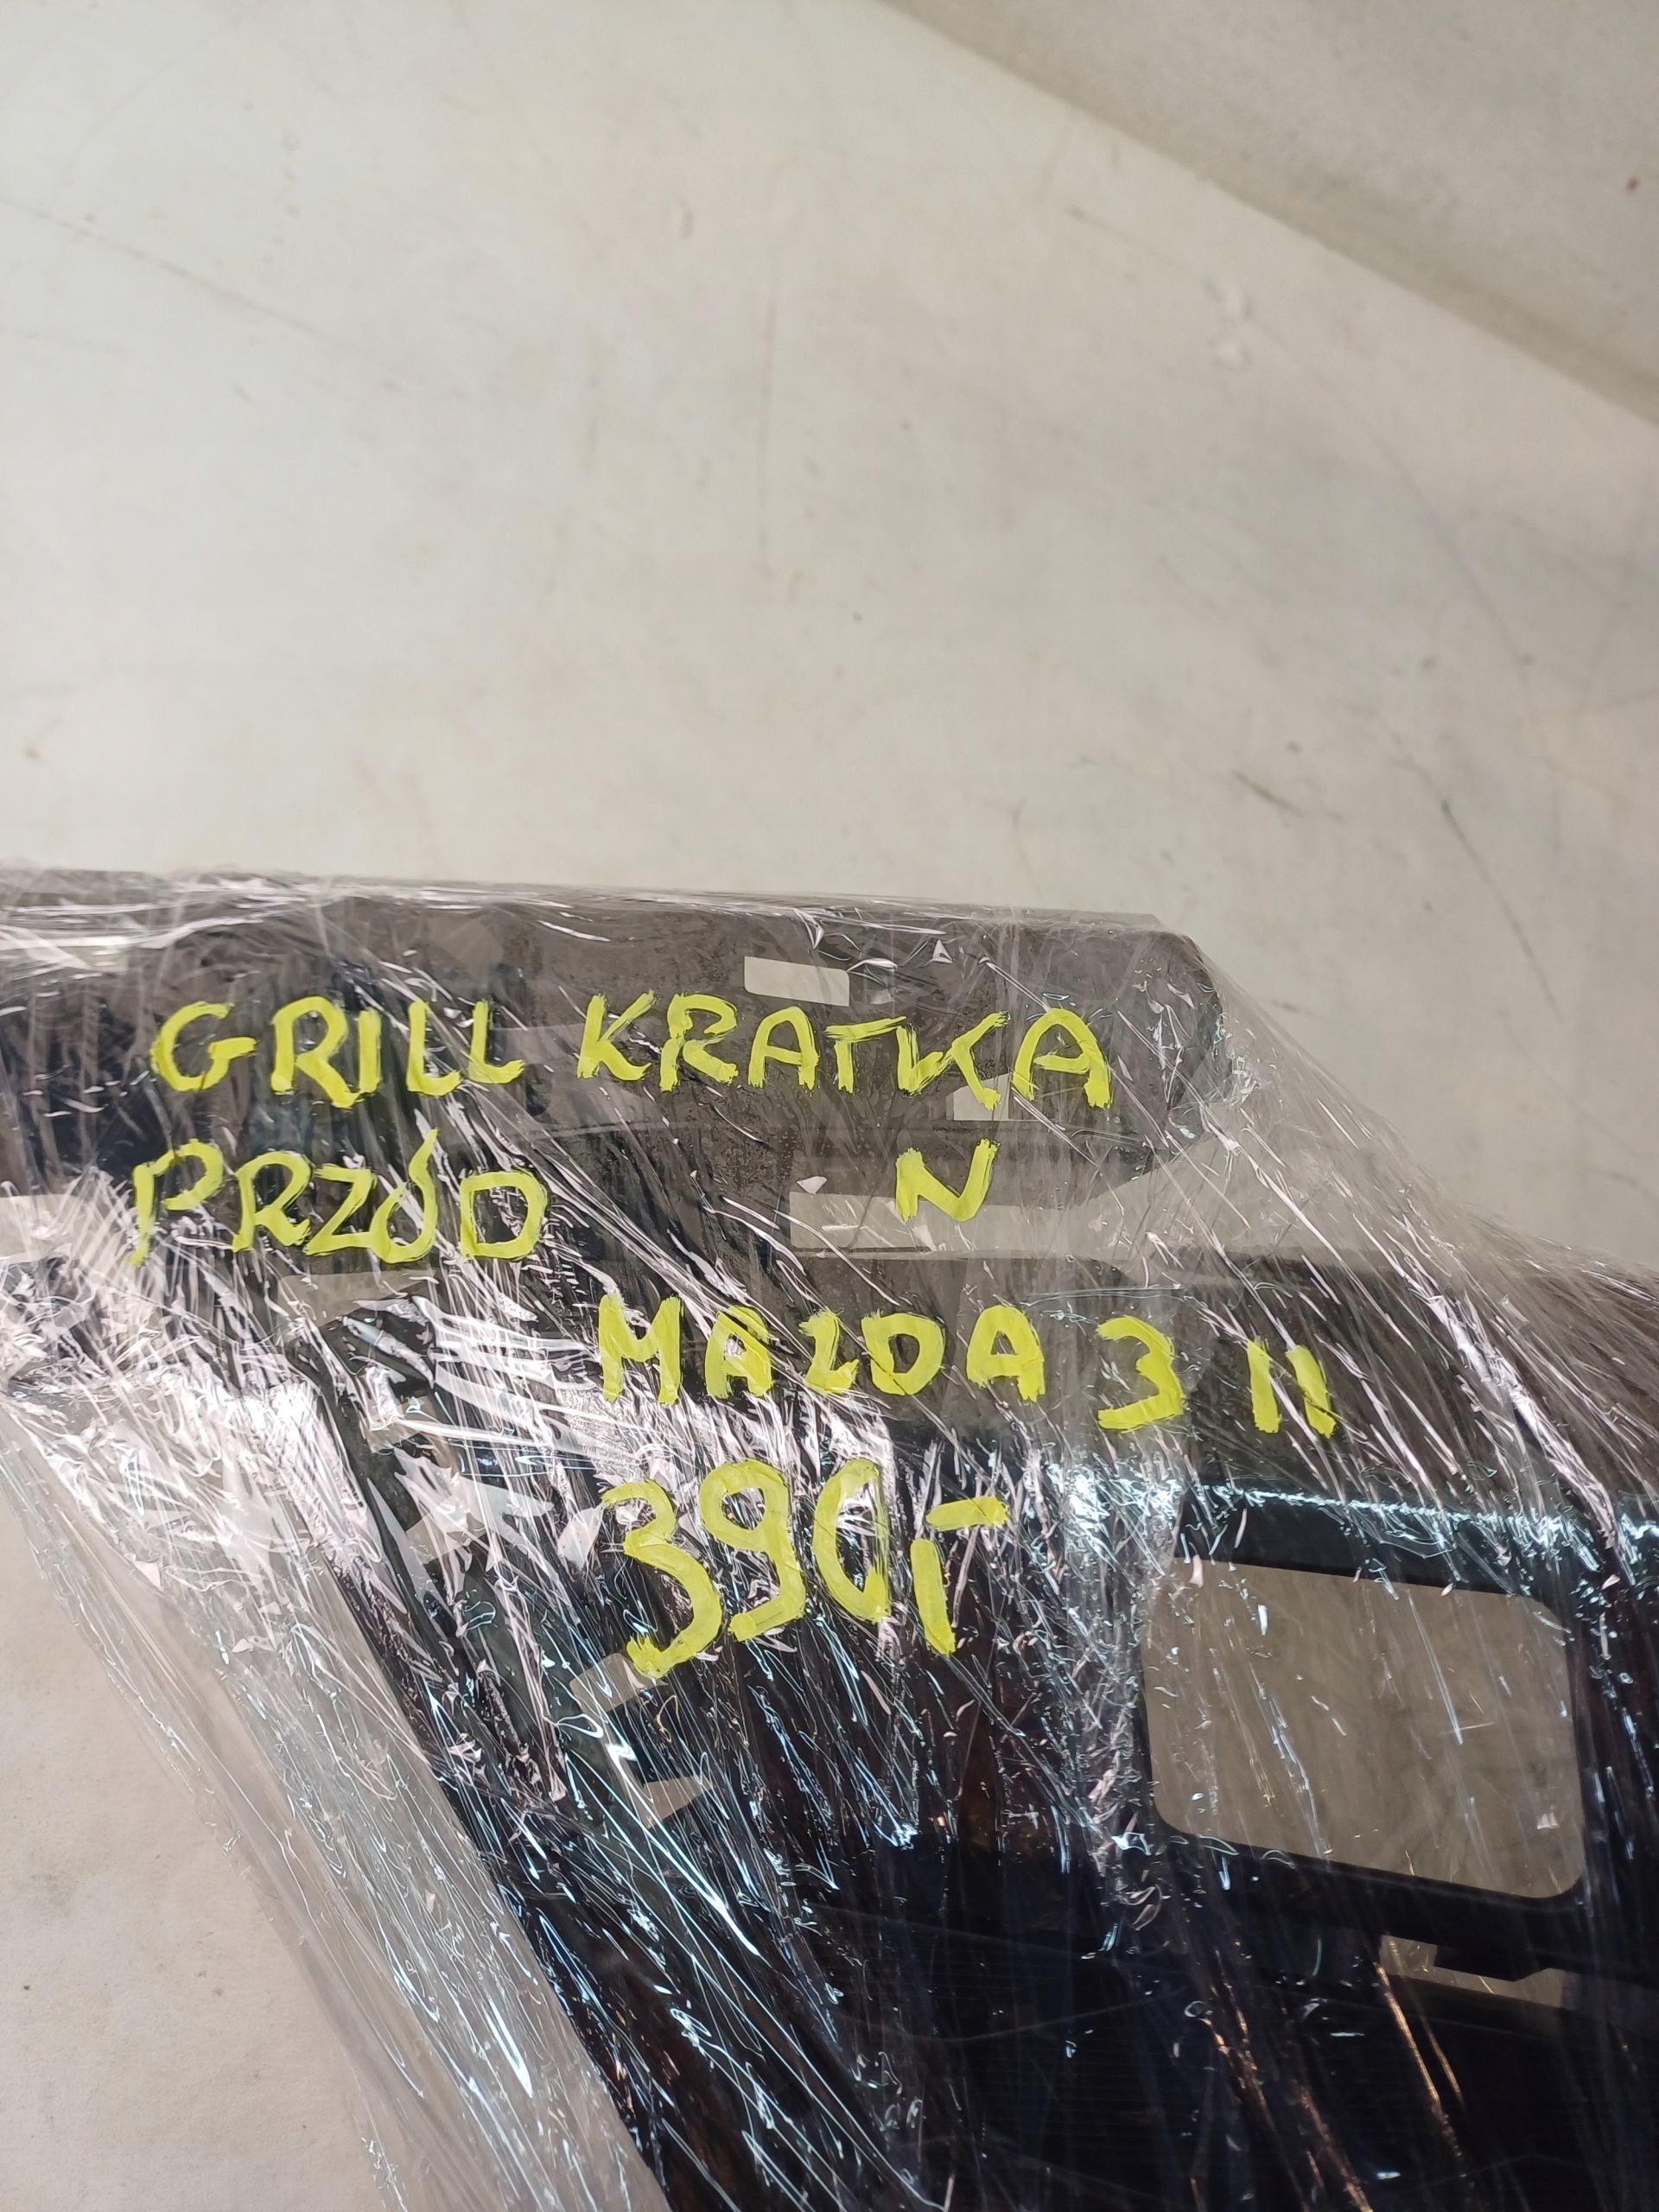 GRILL KRATKA
PRZÓD N
MAZDA 3 II
390,-